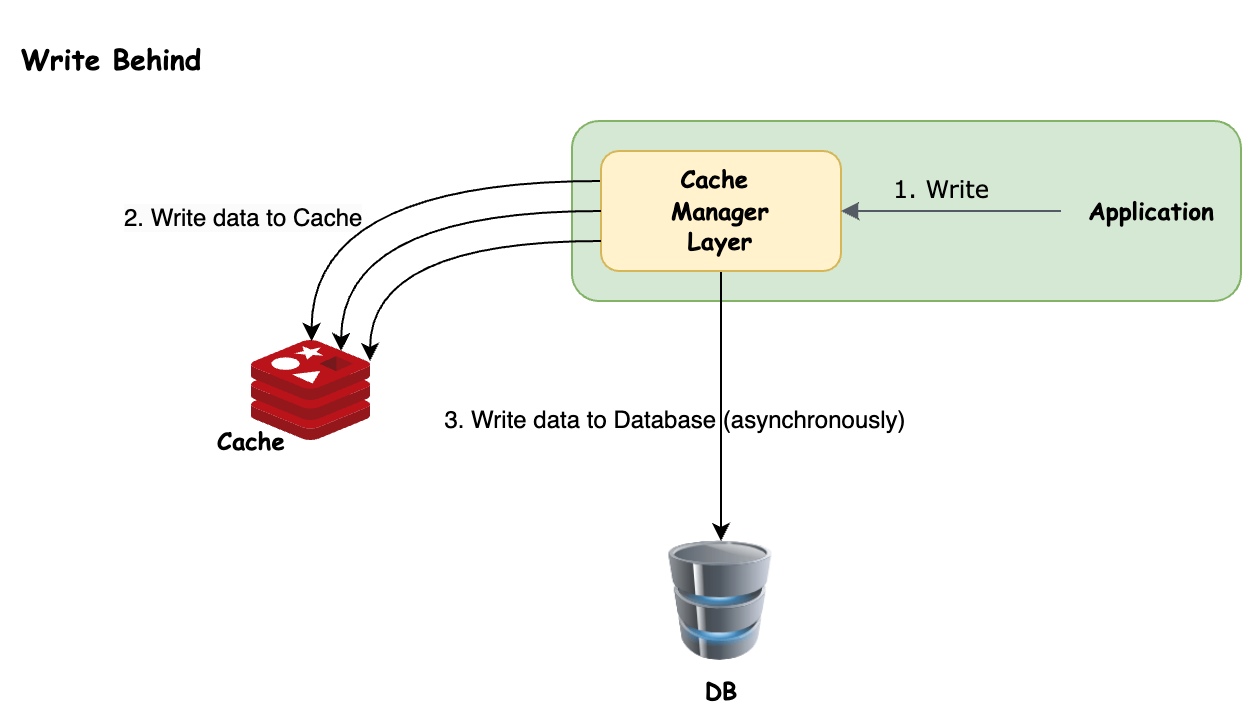 Write Behind
Cache
Manager
Layer
1. Write
Application
2. Write data to Cache
Cache
3. Write data to Database (asynchronously)
DB